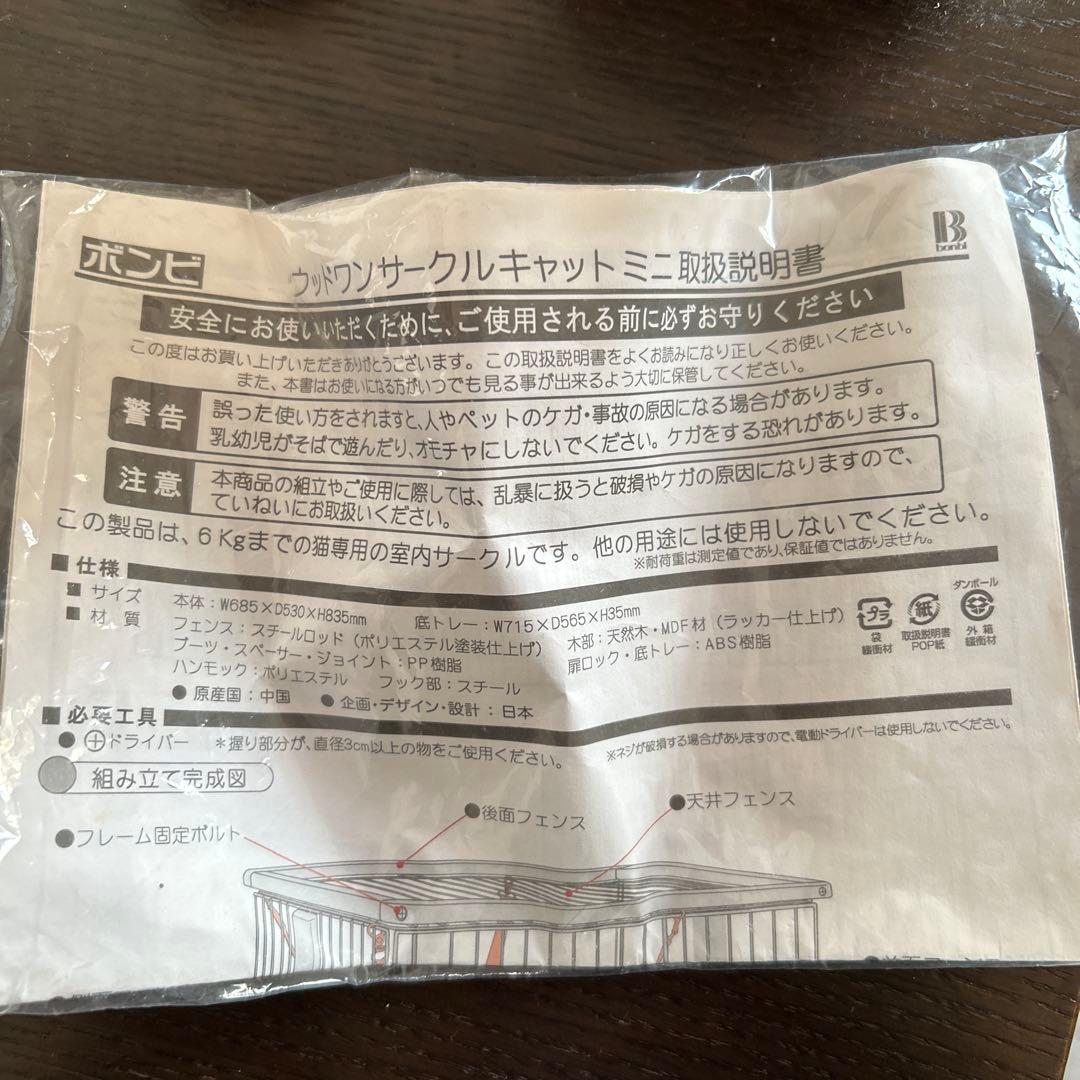 ボンビ
B
bonbi
ウッドワンサークルキャットミニ取扱説明書
安全にお使いいただくために、ご使用される前に必ずお守りください
この度はお買い上げいただきありがとうございます。この取扱説明書をよくお読みになり正しくお使いください。
また、本書はお使いになる方がいつでも見る事が出来るよう大切に保管してください。
警告
誤った使い方をされますと、人やペットのケガ・事故の原因になる場合があります。
乳幼児がそばで遊んだり、オモチャにしないでください。ケガをする恐れがあります。
注意
本商品の組立やご使用に際しては、乱暴に扱うと破損やケガの原因になりますので、
ていねいにお取扱いください。
この製品は、6Kgまでの猫専用の室内サークルです。他の用途には使用しないでください。
※耐荷重は測定値であり、保証値ではありません。
■仕様
■サイズ 本体：W685×D530×H835mm 底トレー：W715×D565×H35mm
■材質 フェンス：スチールロッド（ポリエステル塗装仕上げ） 木部：天然木・MDF材（ラッカー仕上げ）
ブーツ・スペーサー・ジョイント：PP樹脂 扉ロック・底トレー：ABS樹脂
ハンモック：ポリエステル フック部：スチール
●原産国：中国 ●企画・デザイン・設計：日本
プラ
袋
緩衝材
紙
取扱説明書
POP紙
ダンボール
外箱
緩衝材
■必要工具
●⊕ドライバー ＊握り部分が、直径3cm以上の物をご使用ください。
※ネジが破損する場合がありますので、電動ドライバーは使用しないでください。
組み立て完成図
●後面フェンス
●天井フェンス
●フレーム固定ボルト